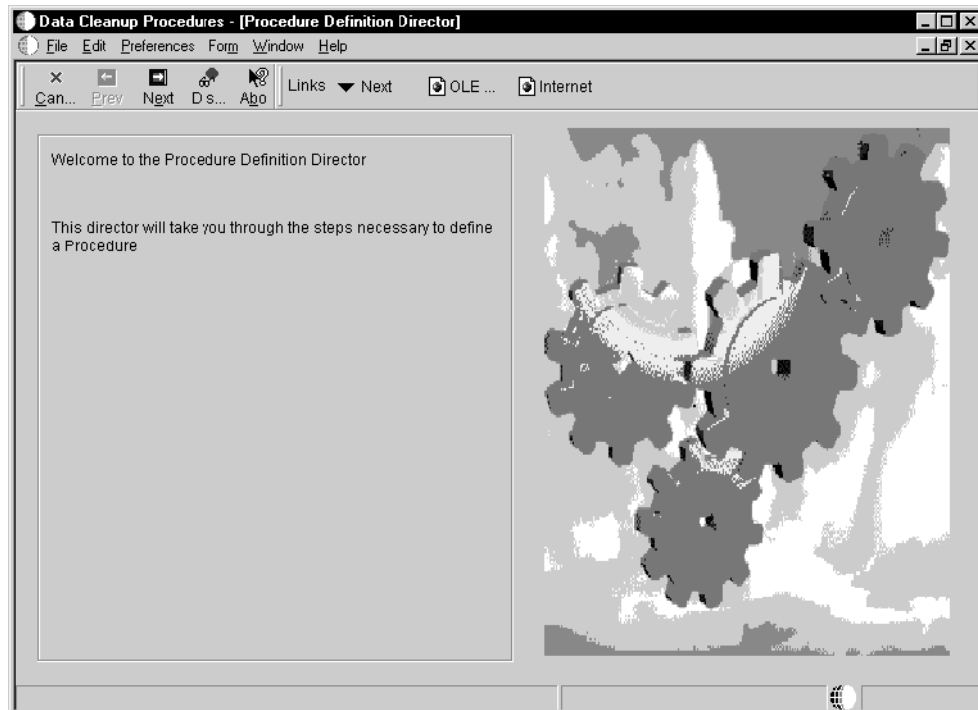 Data Cleanup Procedures - [Procedure Definition Director]
File Edit Preferences Form Window Help
Can... Prev Next Dis... Abo Links Next OLE ... Internet
Welcome to the Procedure Definition Director
This director will take you through the steps necessary to define
a Procedure